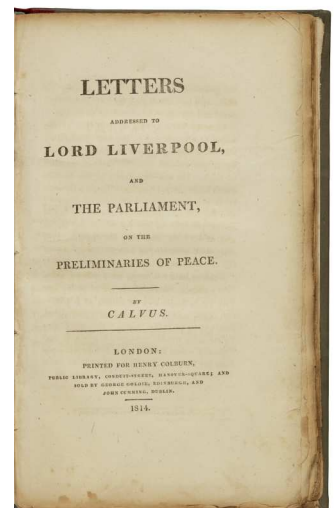 LETTERS
ADDRESSED TO
LORD LIVERPOOL,
AND
THE PARLIAMENT,
ON THE
PRELIMINARIES OF PEACE.
BY
CALVUS.
LONDON:
PRINTED FOR HENRY COLBURN,
PUBLIC LIBRARY, CONDUIT-STREET, HANOVER-SQUARE; AND
SOLD BY GEORGE GOLDIE, EDINBURGH, AND
JOHN CUMMING, DUBLIN.
1814.